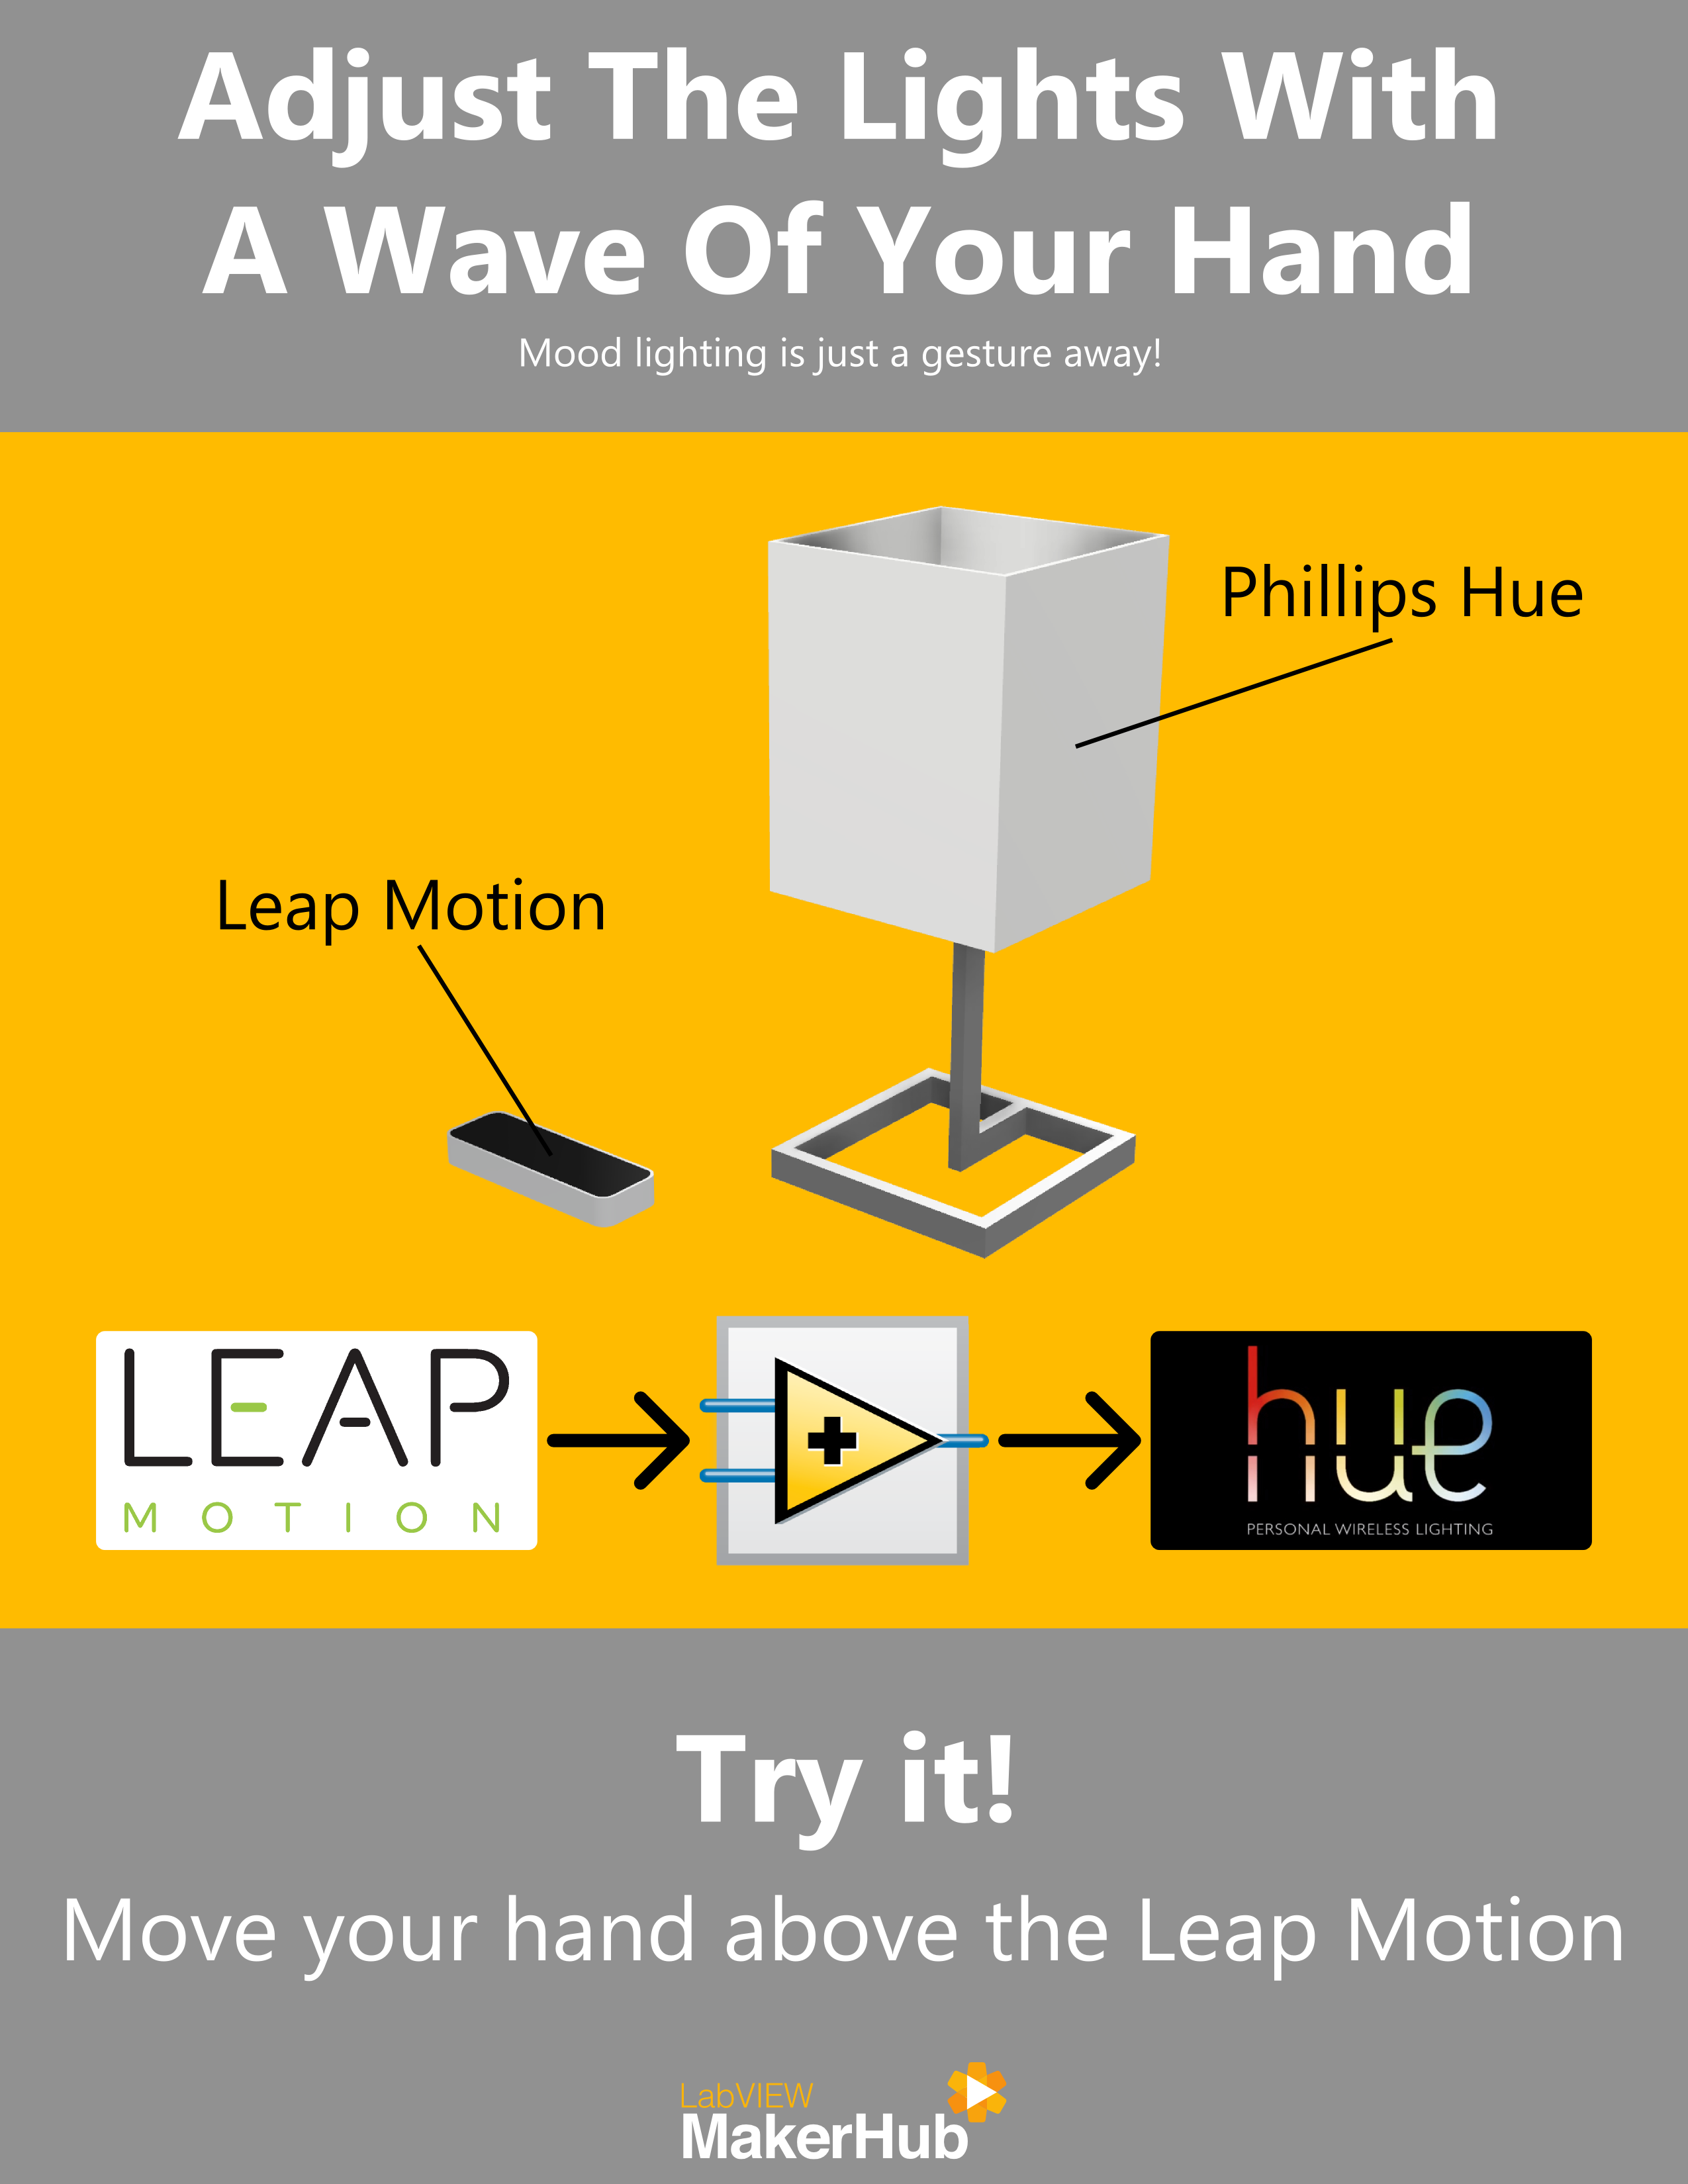 Adjust The Lights With
A Wave Of Your Hand
Mood lighting is just a gesture away!
Phillips Hue
Leap Motion
LEAP
MOTION
hue
PERSONAL WIRELESS LIGHTING
Try it!
Move your hand above the Leap Motion
LabVIEW
MakerHub